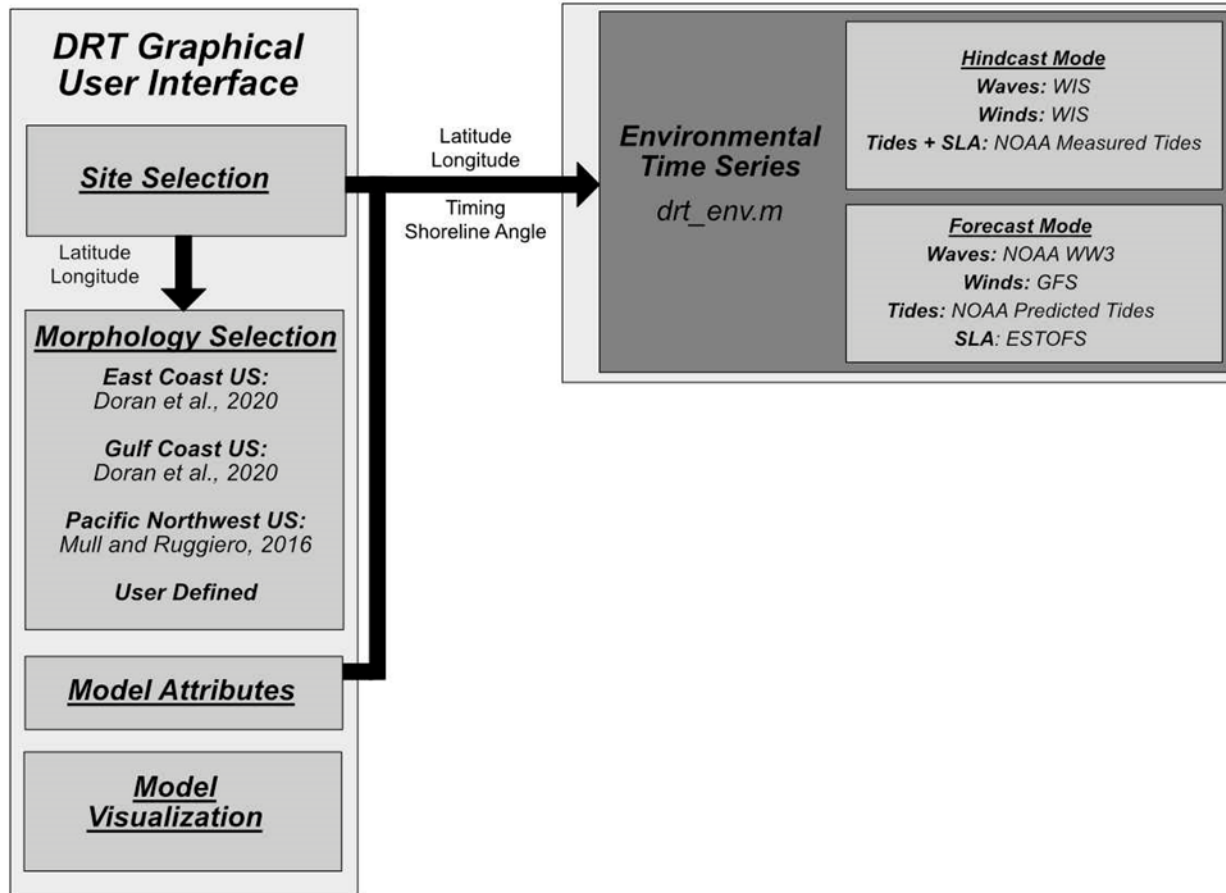 DRT Graphical
User Interface
Site Selection
Latitude
Longitude
Morphology Selection
East Coast US:
Doran et al., 2020
Gulf Coast US:
Doran et al., 2020
Pacific Northwest US:
Mull and Ruggiero, 2016
User Defined
Model Attributes
Model
Visualization
Latitude
Longitude
Timing
Shoreline Angle
Environmental
Time Series
drt_env.m
Hindcast Mode
Waves: WIS
Winds: WIS
Tides + SLA: NOAA Measured Tides
Forecast Mode
Waves: NOAA WW3
Winds: GFS
Tides: NOAA Predicted Tides
SLA: ESTOFS